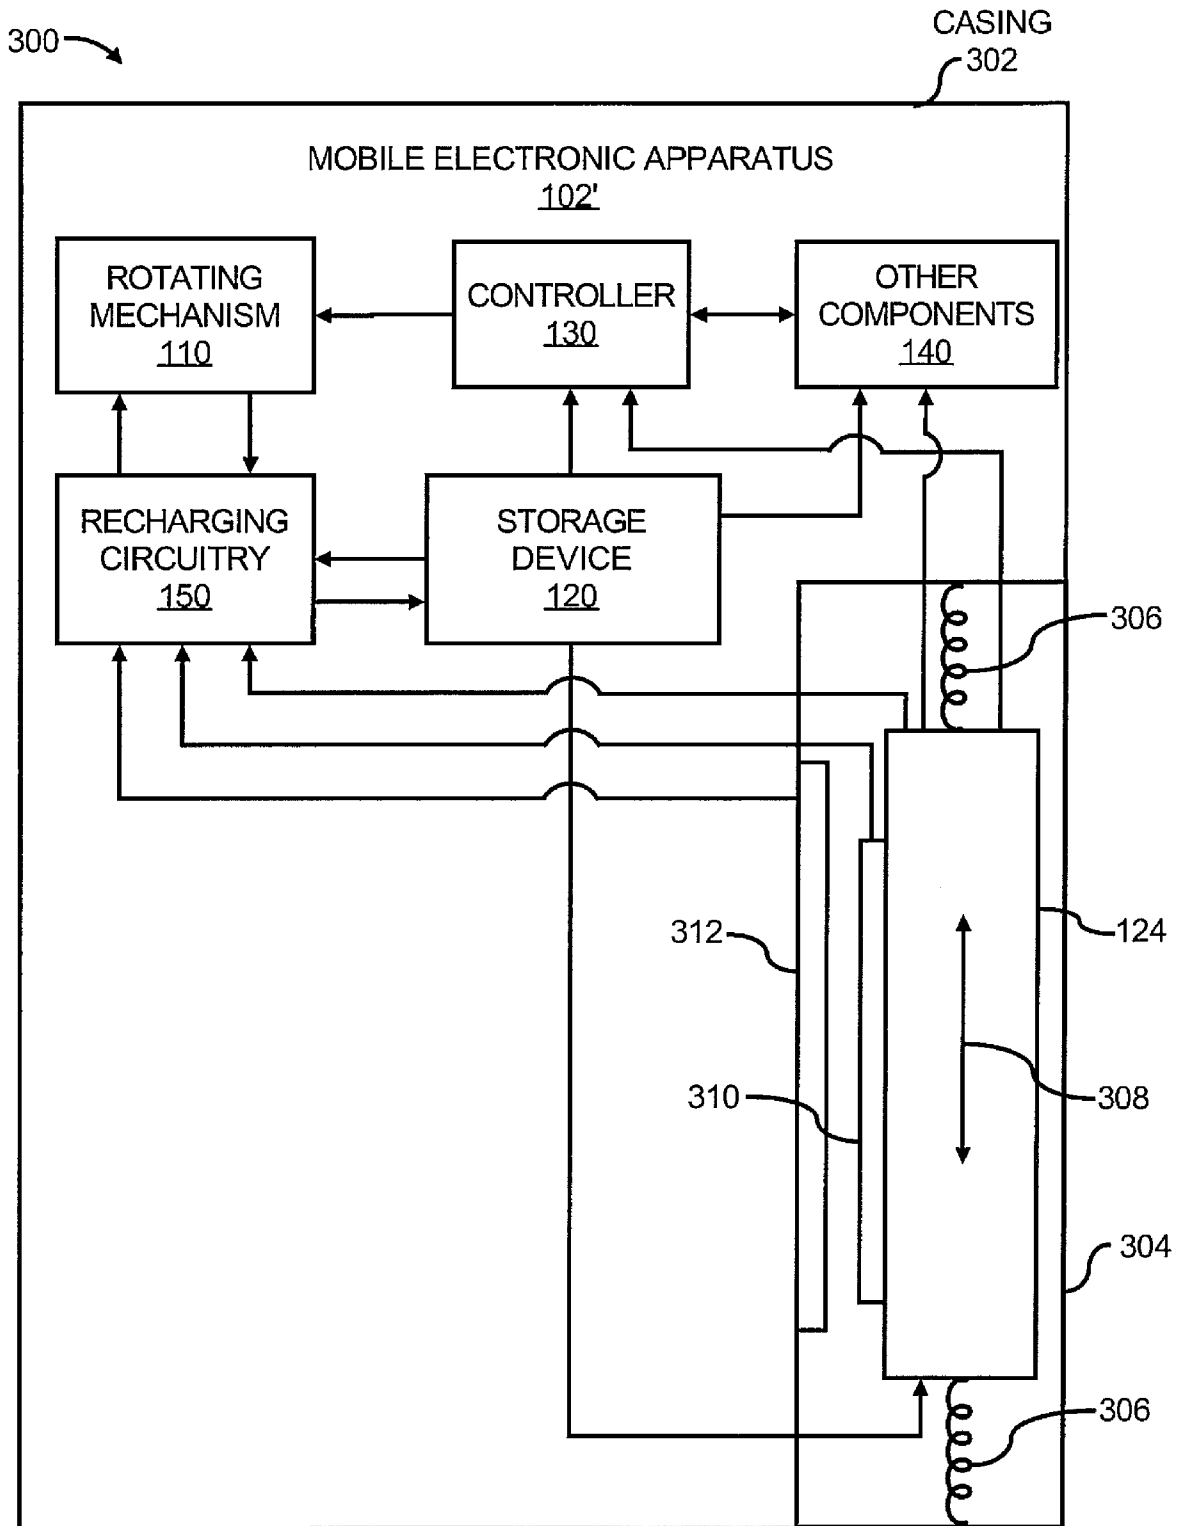 CASING
300
302
MOBILE ELECTRONIC APPARATUS
102'
ROTATING
MECHANISM
110
CONTROLLER
130
OTHER
COMPONENTS
140
RECHARGING
CIRCUITRY
150
STORAGE
DEVICE
120
306
312
124
310
308
304
306